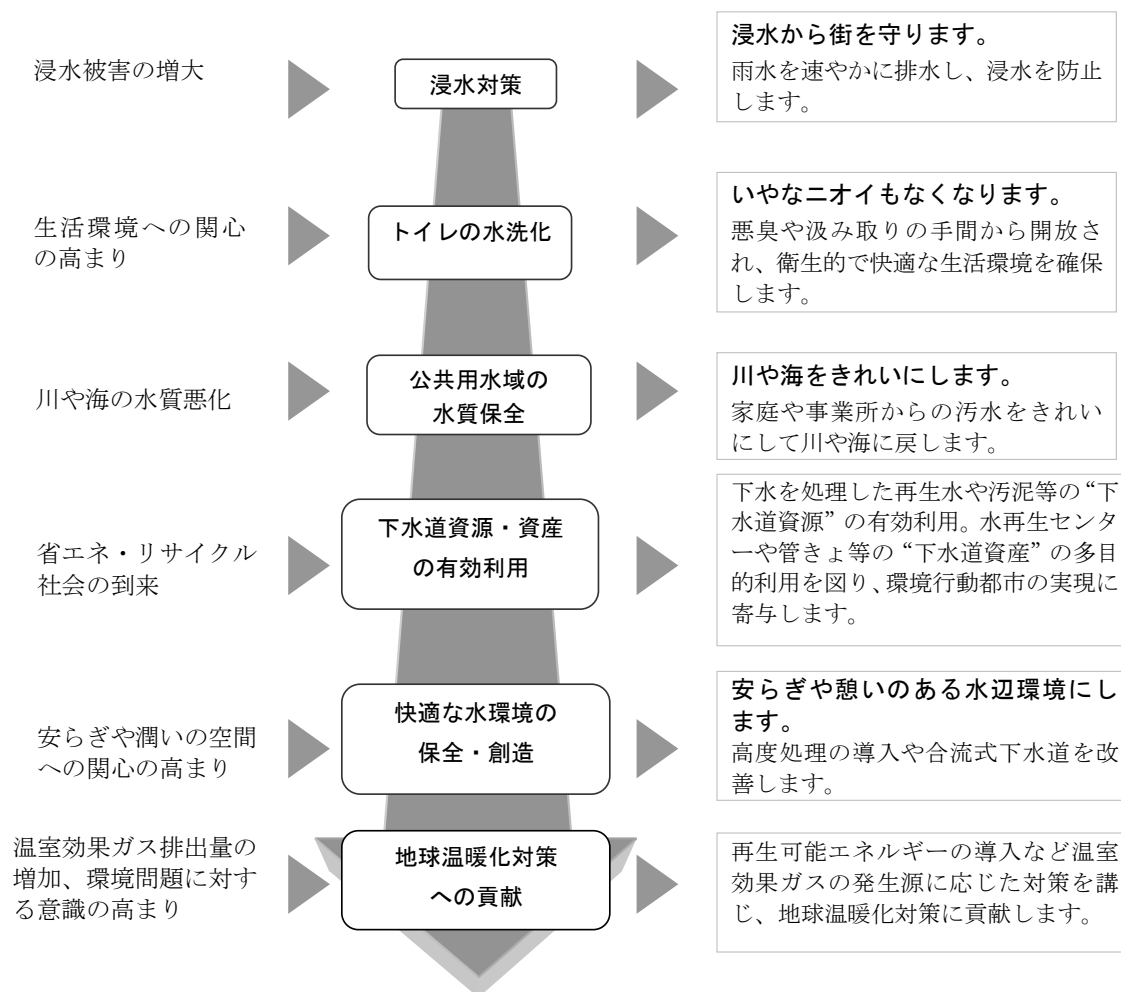 浸水被害の増大
浸水対策
浸水から街を守ります。
雨水を速やかに排水し、浸水を防止
します。
生活環境への関心
の高まり
トイレの水洗化
いやなニオイもなくなります。
悪臭や汲み取りの手間から開放さ
れ、衛生的で快適な生活環境を確保
します。
川や海の水質悪化
公共用水域の
水質保全
川や海をきれいにします。
家庭や事業所からの汚水をきれい
にして川や海に戻します。
省エネ・リサイクル
社会の到来
下水道資源・資産
の有効利用
下水を処理した再生水や汚泥等の“下
水道資源”の有効利用。水再生センタ
ーや管きょ等の“下水道資産”の多目
的利用を図り、環境行動都市の実現に
寄与します。
安らぎや潤いの空間
への関心の高まり
快適な水環境の
保全・創造
安らぎや憩いのある水辺環境にし
ます。
高度処理の導入や合流式下水道を改
善します。
温室効果ガス排出量の
増加、環境問題に対す
る意識の高まり
地球温暖化対策
への貢献
再生可能エネルギーの導入など温室
効果ガスの発生源に応じた対策を講
じ、地球温暖化対策に貢献します。